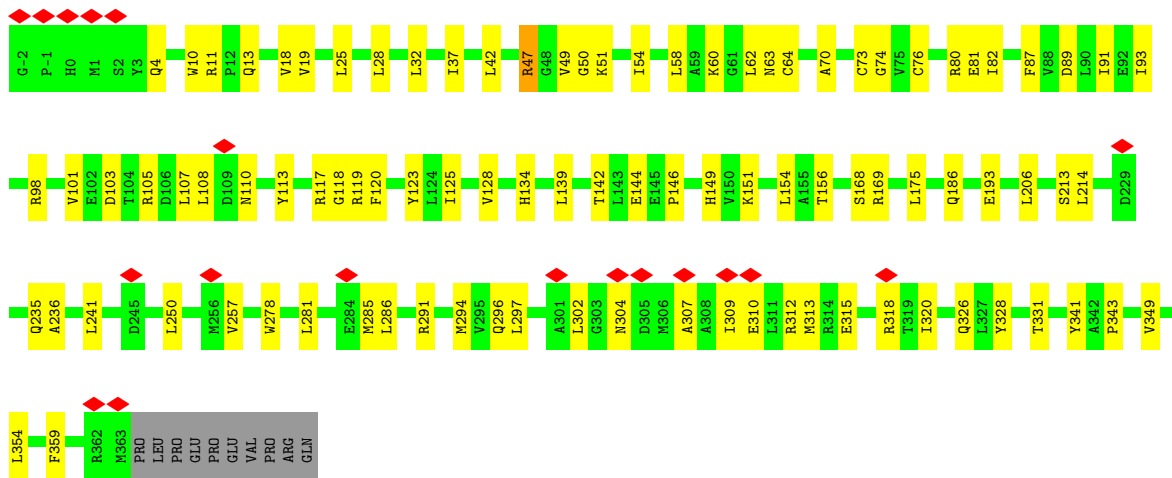 G-2 P-1 H0 M1 S2 Y3 Q4 W10 R11 P12 Q13 V18 V19 L25 L28 L32 I37 L42 R47 G48 V49 G50 K51 I54 L58 A59 K60 G61 L62 N63 C64 A70 C73 G74 V75 C76 R80 E81 I82 F87 V88 D89 L90 I91 E92 I93
R98 V101 E102 D103 T104 R105 D106 L107 L108 D109 N110 Y113 R117 G118 R119 F120 Y123 L124 I125 V128 H134 L139 T142 L143 E144 E145 P146 H149 V150 K151 L154 A155 T156 S168 R169 L175 Q186 E193 L206 S213 L214 D229
Q235 A236 L241 D245 L250 M256 V257 W278 L281 E284 M285 L286 R291 M294 V295 Q296 L297 A301 L302 G303 N304 D305 M306 A307 A308 I309 E310 L311 R312 M313 R314 E315 R318 T319 I320 Q326 L327 Y328 T331 Y341 A342 P343 V349
L354 F359 R362 M363 PRO LEU PRO GLU PRO GLU VAL PRO ARG GLN